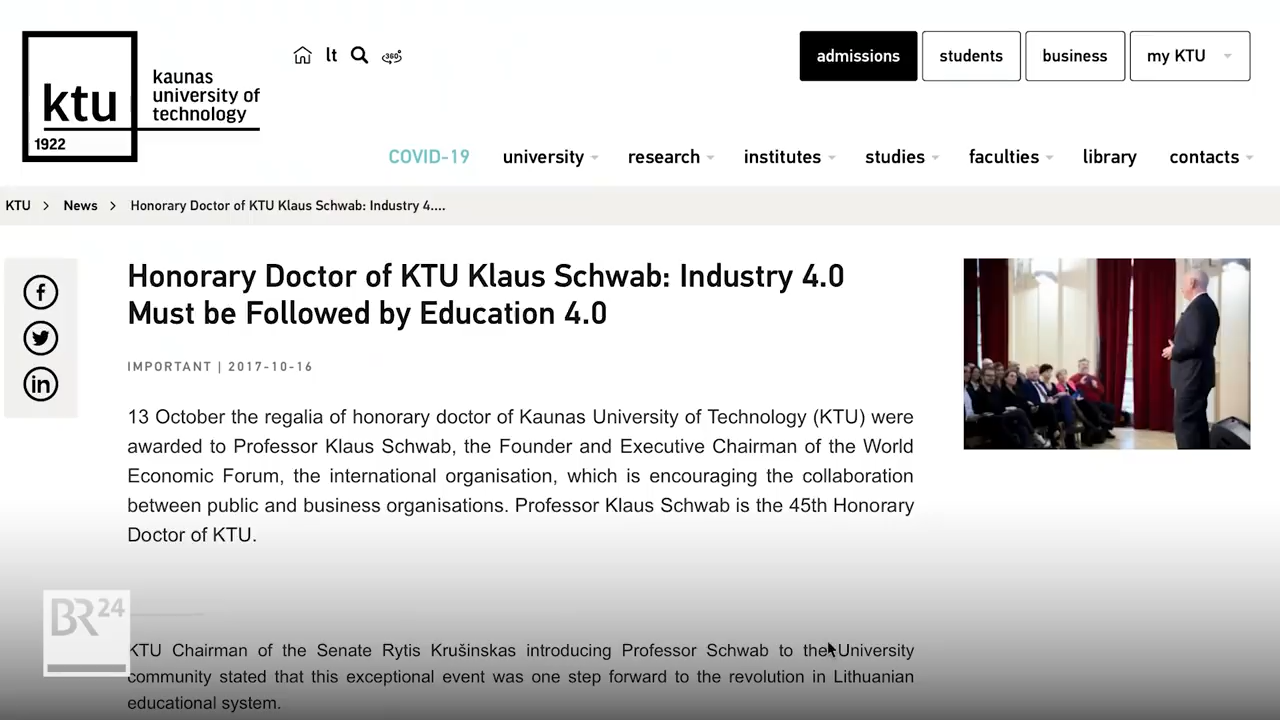 ktu
1922
kaunas
university of
technology
lt
360°
admissions
students
business
my KTU
COVID-19
university
research
institutes
studies
faculties
library
contacts
KTU > News > Honorary Doctor of KTU Klaus Schwab: Industry 4....
Honorary Doctor of KTU Klaus Schwab: Industry 4.0
Must be Followed by Education 4.0
IMPORTANT | 2017-10-16
13 October the regalia of honorary doctor of Kaunas University of Technology (KTU) were
awarded to Professor Klaus Schwab, the Founder and Executive Chairman of the World
Economic Forum, the international organisation, which is encouraging the collaboration
between public and business organisations. Professor Klaus Schwab is the 45th Honorary
Doctor of KTU.
BR24
KTU Chairman of the Senate Rytis Krušinskas introducing Professor Schwab to the University
community stated that this exceptional event was one step forward to the revolution in Lithuanian
educational system.